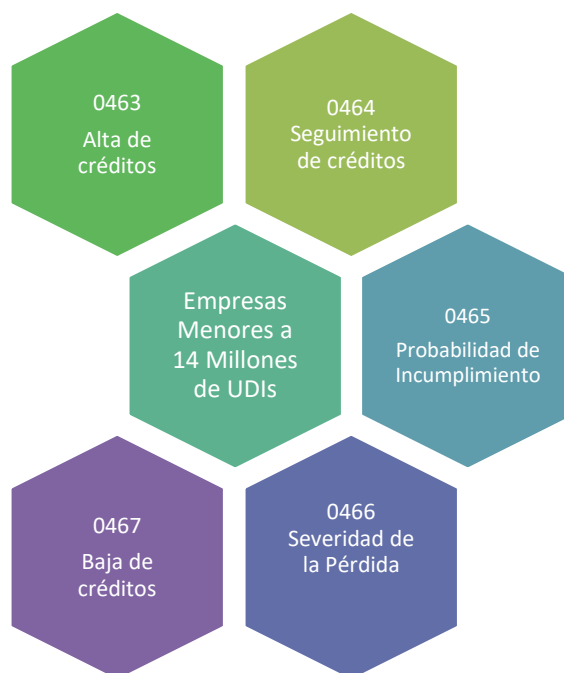 0463
Alta de
créditos
0464
Seguimiento
de créditos
Empresas
Menores a
14 Millones
de UDIs
0465
Probabilidad de
Incumplimiento
0467
Baja de
créditos
0466
Severidad de
la Pérdida